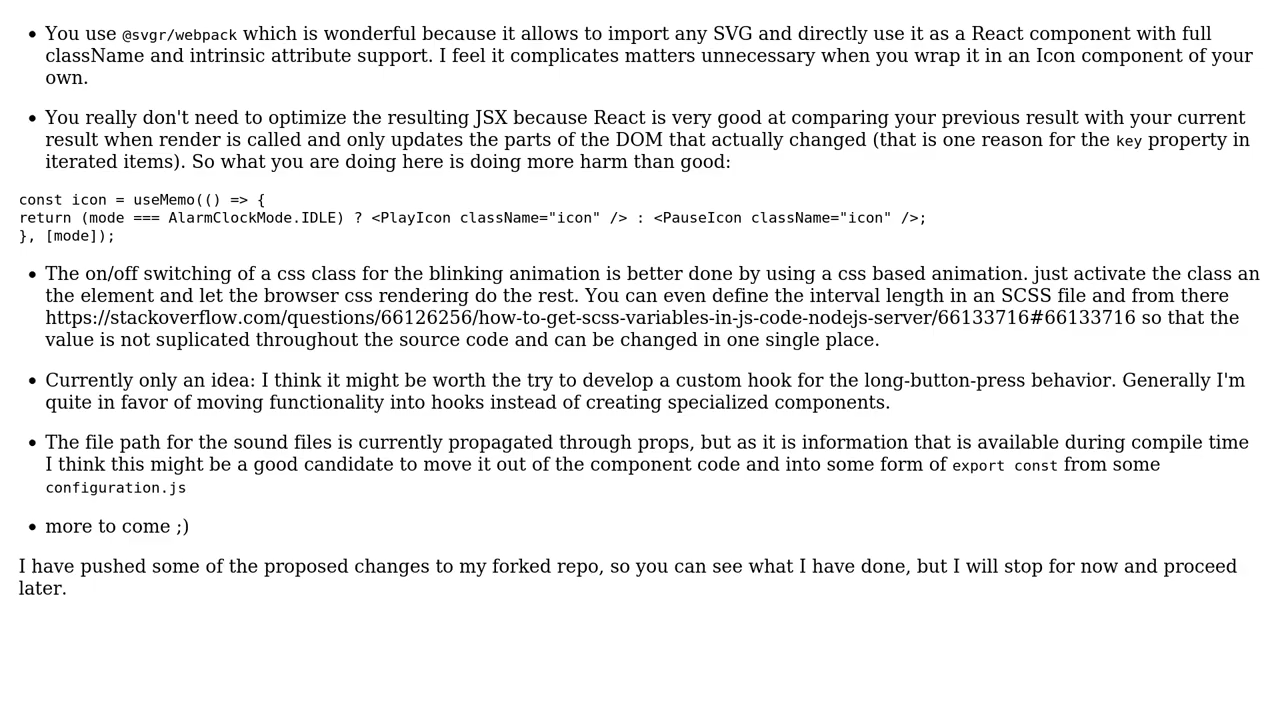 You use @svgr/webpack which is wonderful because it allows to import any SVG and directly use it as a React component with full
className and intrinsic attribute support. I feel it complicates matters unnecessary when you wrap it in an Icon component of your
own.
You really don't need to optimize the resulting JSX because React is very good at comparing your previous result with your current
result when render is called and only updates the parts of the DOM that actually changed (that is one reason for the key property in
iterated items). So what you are doing here is doing more harm than good:
const icon = useMemo(() => {
return (mode === AlarmClockMode.IDLE) ? <PlayIcon className="icon" /> : <PauseIcon className="icon" />;
}, [mode]);
The on/off switching of a css class for the blinking animation is better done by using a css based animation. just activate the class an
the element and let the browser css rendering do the rest. You can even define the interval length in an SCSS file and from there
https://stackoverflow.com/questions/66126256/how-to-get-scss-variables-in-js-code-nodejs-server/66133716#66133716 so that the
value is not suplicated throughout the source code and can be changed in one single place.
Currently only an idea: I think it might be worth the try to develop a custom hook for the long-button-press behavior. Generally I'm
quite in favor of moving functionality into hooks instead of creating specialized components.
The file path for the sound files is currently propagated through props, but as it is information that is available during compile time
I think this might be a good candidate to move it out of the component code and into some form of export const from some
configuration.js
more to come ;)
I have pushed some of the proposed changes to my forked repo, so you can see what I have done, but I will stop for now and proceed
later.